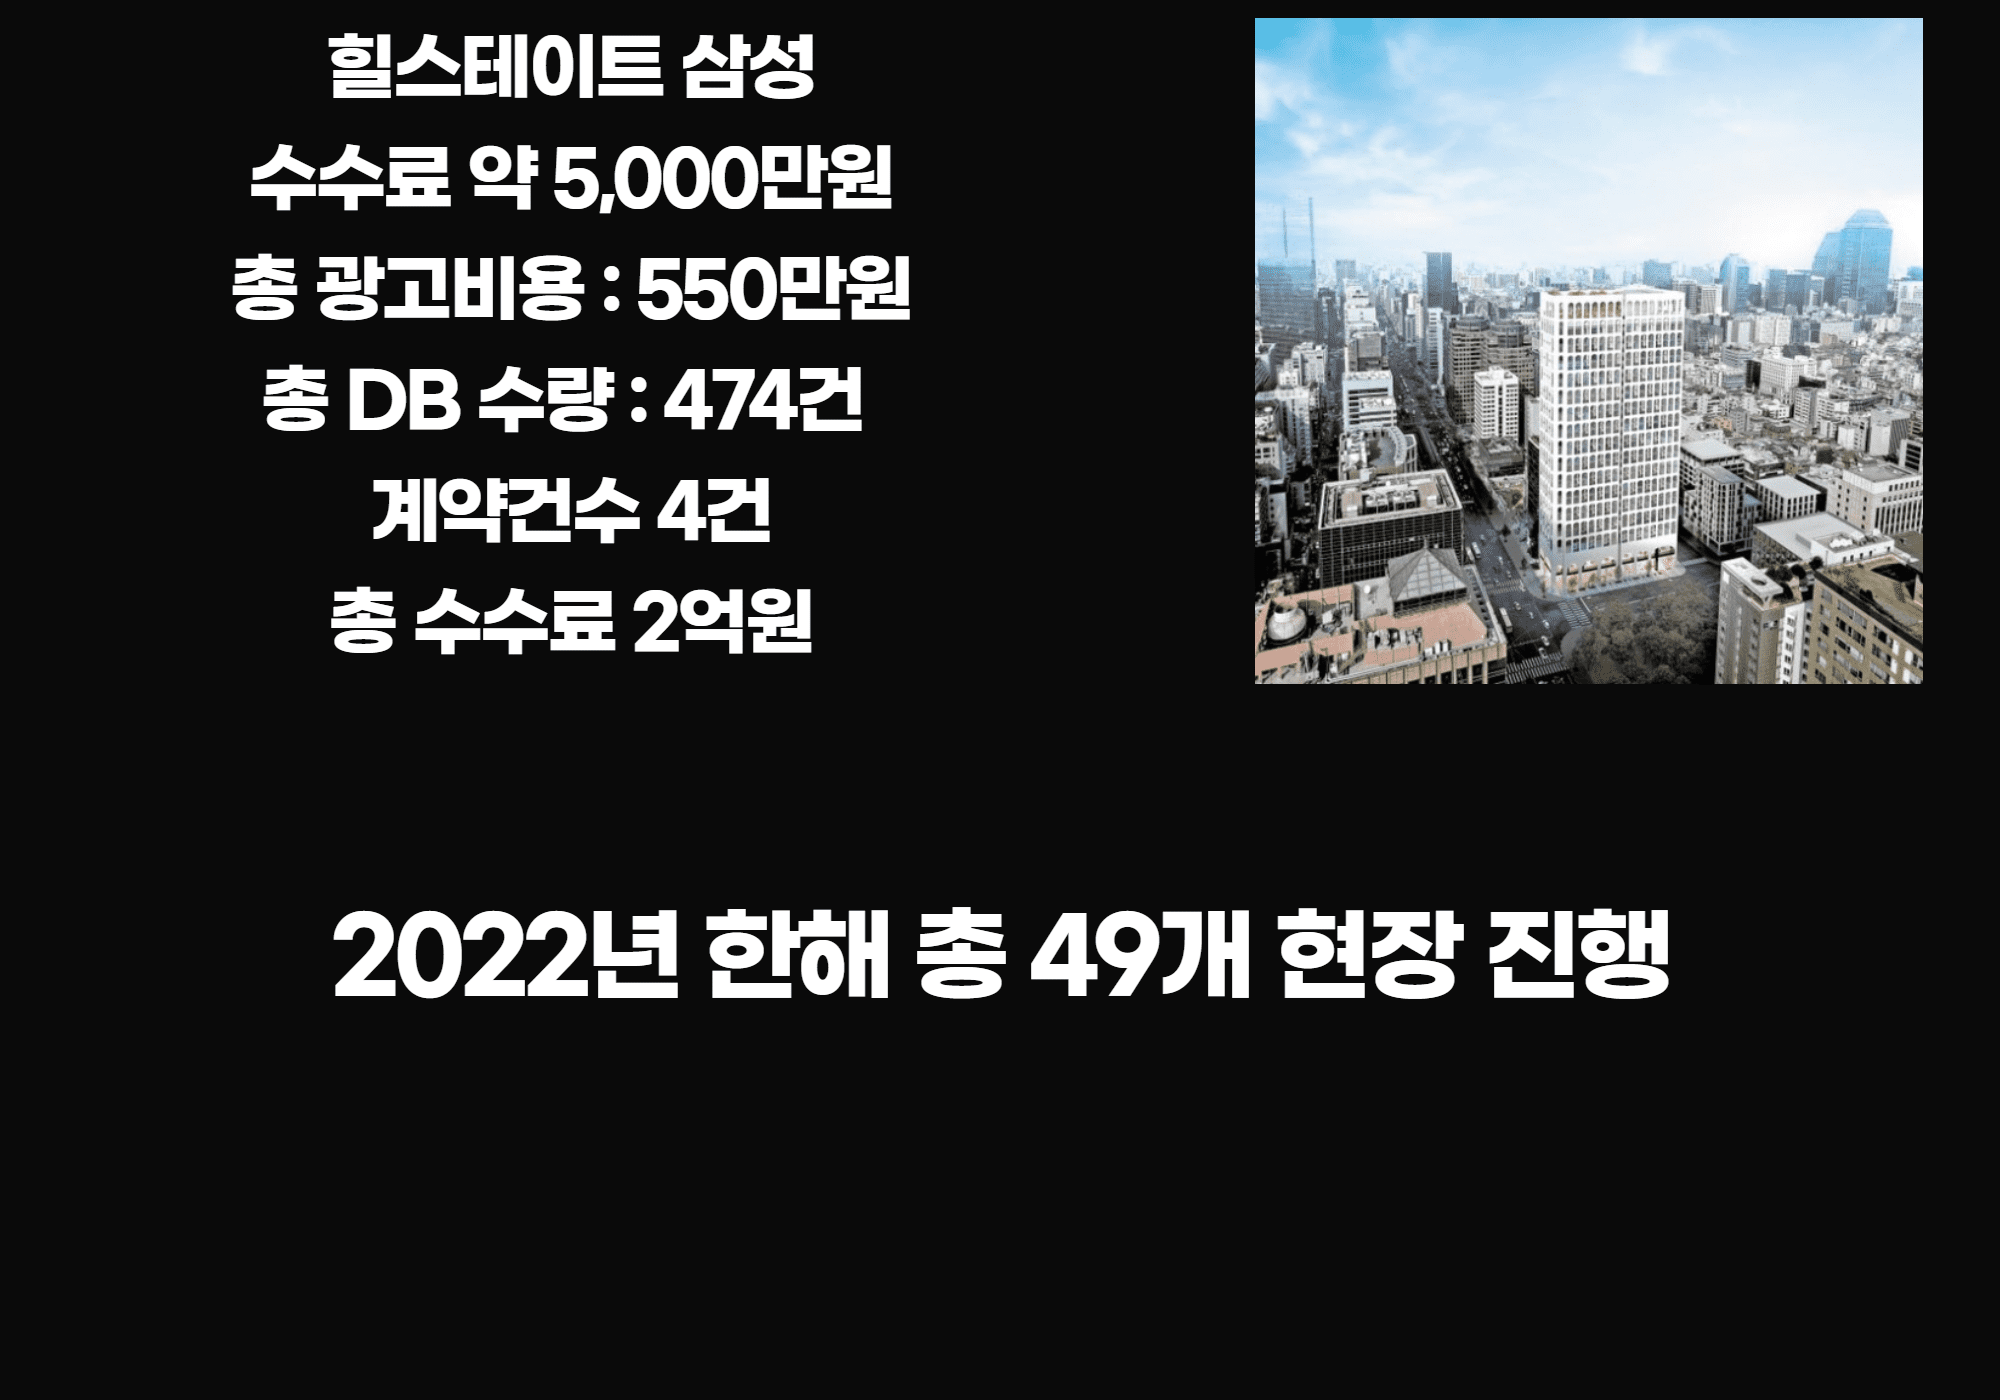 힐스테이트 삼성
수수료 약 5,000만원
총 광고비용 : 550만원
총 DB 수량 : 474건
계약건수 4건
총 수수료 2억원
2022년 한해 총 49개 현장 진행